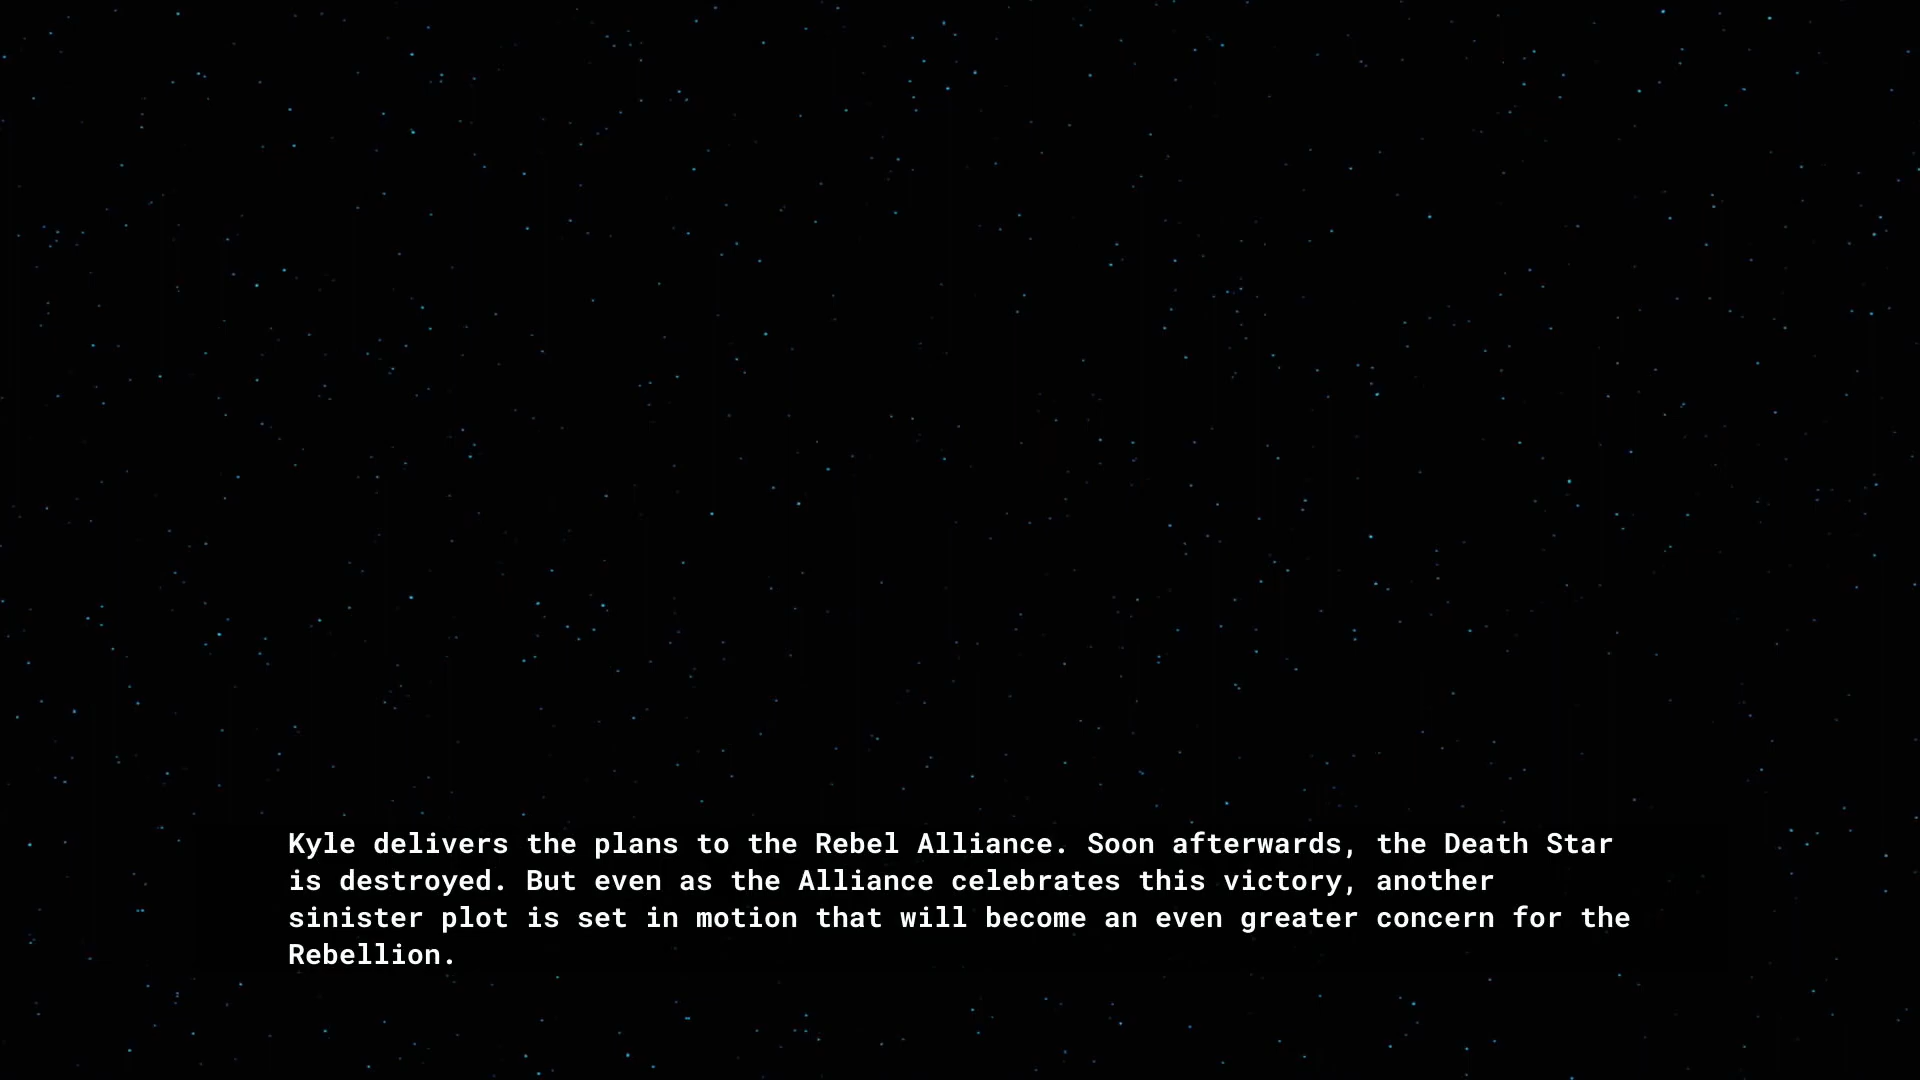 Kyle delivers the plans to the Rebel Alliance. Soon afterwards, the Death Star
is destroyed. But even as the Alliance celebrates this victory, another
sinister plot is set in motion that will become an even greater concern for the
Rebellion.